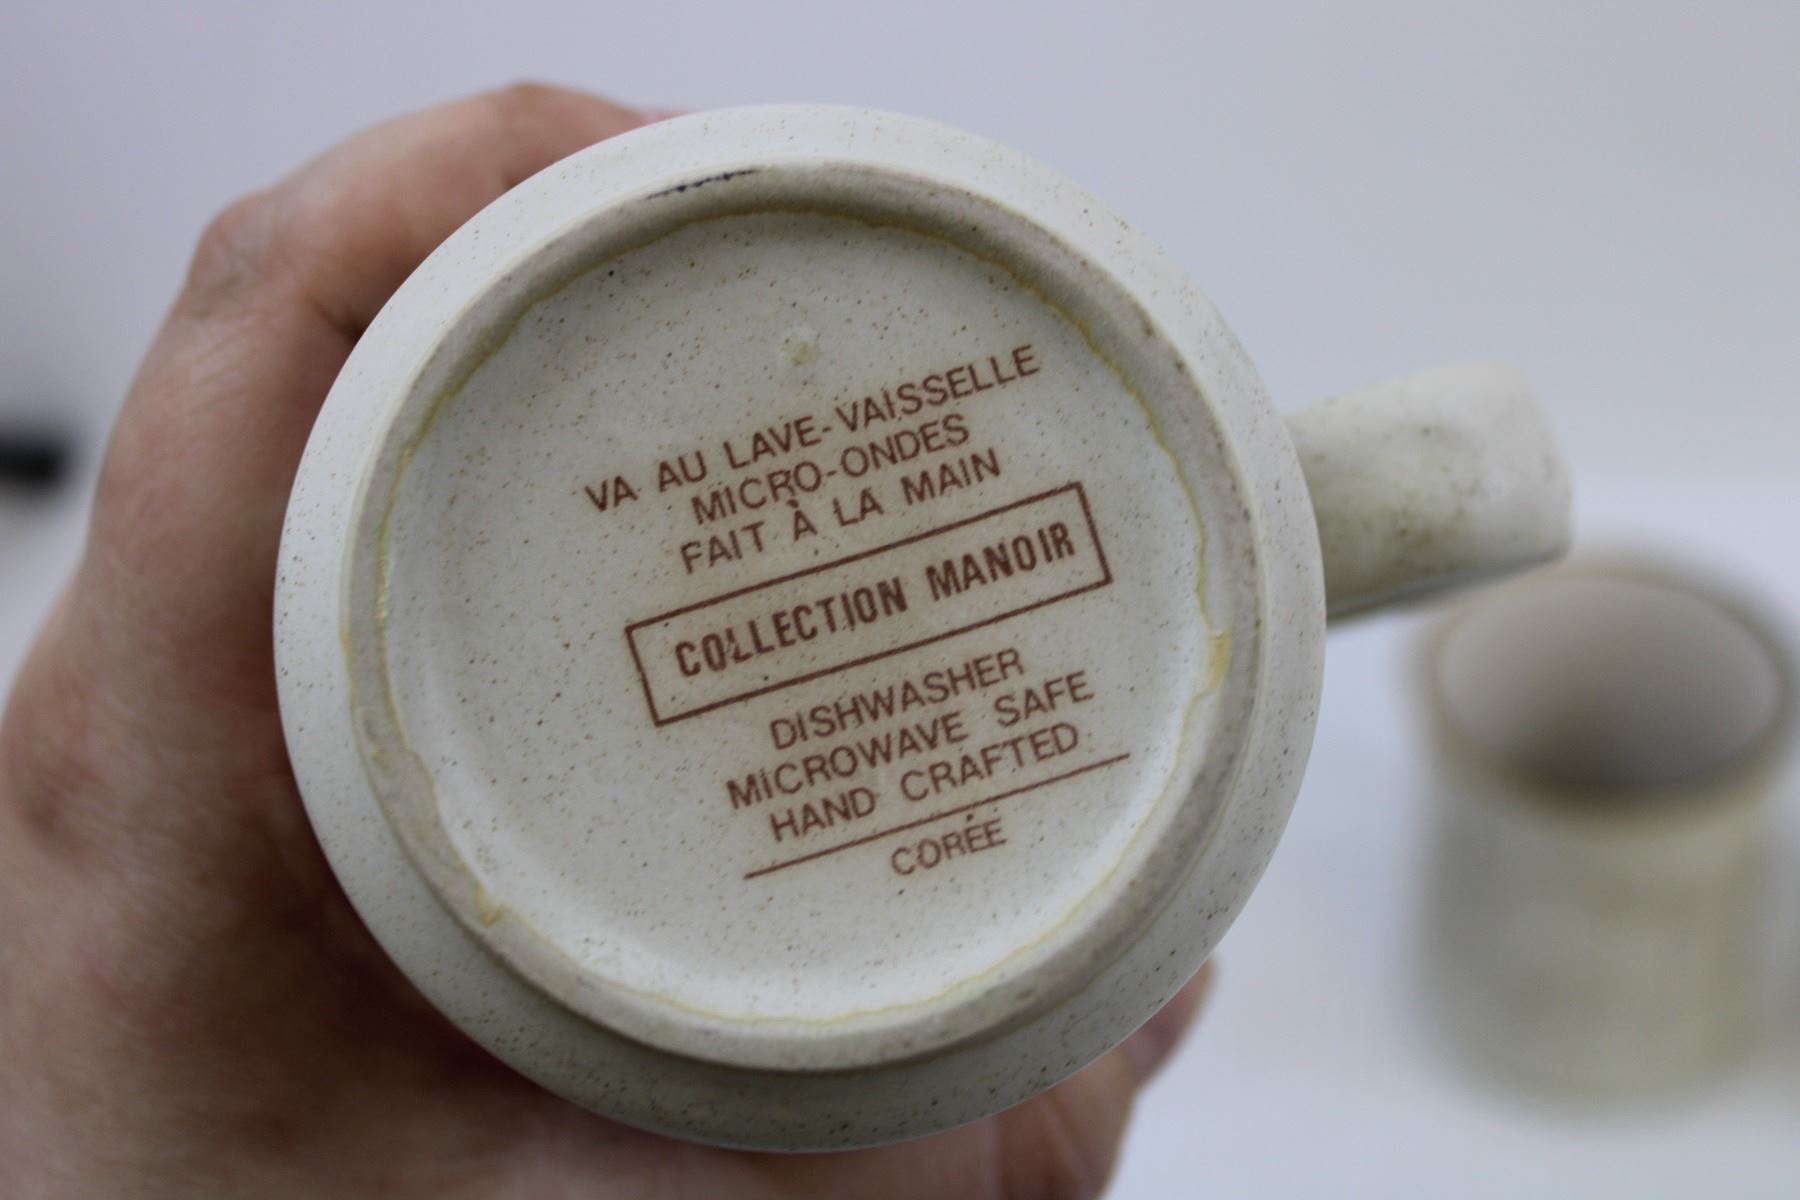 VA AU LAVE-VAISSELLE
MICRO-ONDES
FAIT À LA MAIN
COLLECTION MANOIR
DISHWASHER
MICROWAVE SAFE
HAND CRAFTED
CORÉE